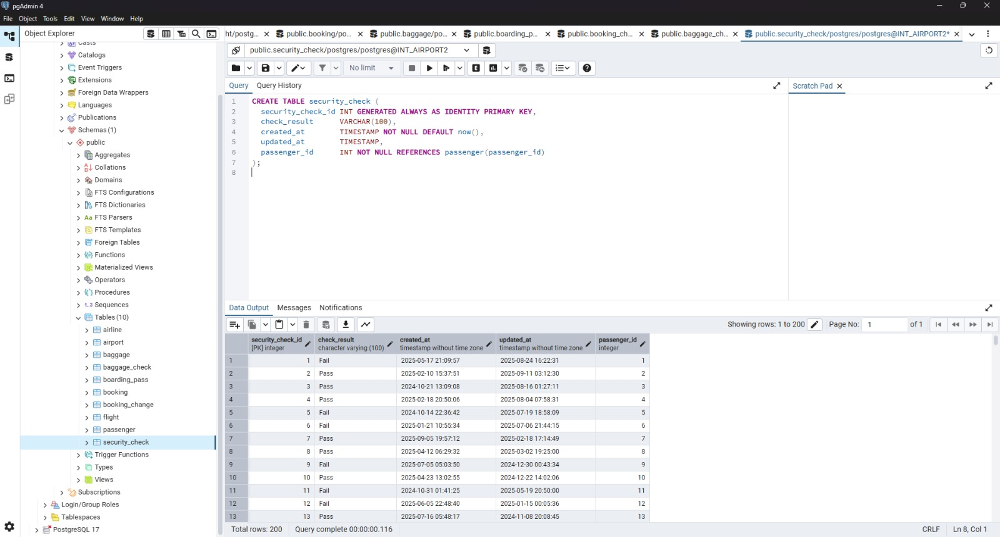 pgAdmin 4
File Object Tools Edit View Window Help
Object Explorer
ht/postg...
public.booking/po...
public.baggage/po...
public.boarding_p...
public.booking_ch...
public.baggage_ch...
public.security_check/postgres/postgres@INT_AIRPORT2*
public.security_check/postgres/postgres@INT_AIRPORT2
No limit
E
Query Query History
Scratch Pad
1 CREATE TABLE security_check (
2 security_check_id INT GENERATED ALWAYS AS IDENTITY PRIMARY KEY,
3 check_result VARCHAR(100),
4 created_at TIMESTAMP NOT NULL DEFAULT now(),
5 updated_at TIMESTAMP,
6 passenger_id INT NOT NULL REFERENCES passenger(passenger_id)
7 );
8
Casts
Catalogs
Event Triggers
Extensions
Foreign Data Wrappers
Languages
Publications
Schemas (1)
public
Aggregates
Collations
Domains
FTS Configurations
FTS Dictionaries
Aa FTS Parsers
FTS Templates
Foreign Tables
Functions
Materialized Views
Operators
Procedures
1..3 Sequences
Tables (10)
airline
airport
baggage
baggage_check
boarding_pass
booking
booking_change
flight
passenger
security_check
Trigger Functions
Types
Views
Subscriptions
Login/Group Roles
Tablespaces
PostgreSQL 17
Data Output Messages Notifications
Showing rows: 1 to 200 Page No: 1 of 1
security_check_id check_result created_at updated_at passenger_id
[PK] integer character varying (100) timestamp without time zone timestamp without time zone integer
1 1 Fail 2025-05-17 21:09:57 2025-08-24 16:22:31 1
2 2 Pass 2025-02-10 15:37:51 2025-09-11 03:12:30 2
3 3 Pass 2024-10-21 13:09:08 2025-08-16 01:27:11 3
4 4 Pass 2025-02-18 20:50:06 2025-08-04 07:58:31 4
5 5 Fail 2024-10-14 22:36:42 2025-07-19 18:58:09 5
6 6 Fail 2025-01-21 10:55:34 2025-07-06 21:44:15 6
7 7 Pass 2025-09-05 19:57:12 2025-02-18 17:14:49 7
8 8 Pass 2025-04-12 06:29:32 2025-03-02 19:25:00 8
9 9 Fail 2025-07-05 05:03:50 2024-12-30 00:43:34 9
10 10 Pass 2025-04-23 13:02:55 2024-12-22 14:02:06 10
11 11 Fail 2024-10-31 01:41:25 2025-05-19 20:50:00 11
12 12 Fail 2025-06-05 22:48:40 2025-01-15 00:05:36 12
13 13 Pass 2025-07-16 05:48:17 2024-11-08 20:08:45 13
Total rows: 200 Query complete 00:00:00.116 CRLF Ln 8, Col 1